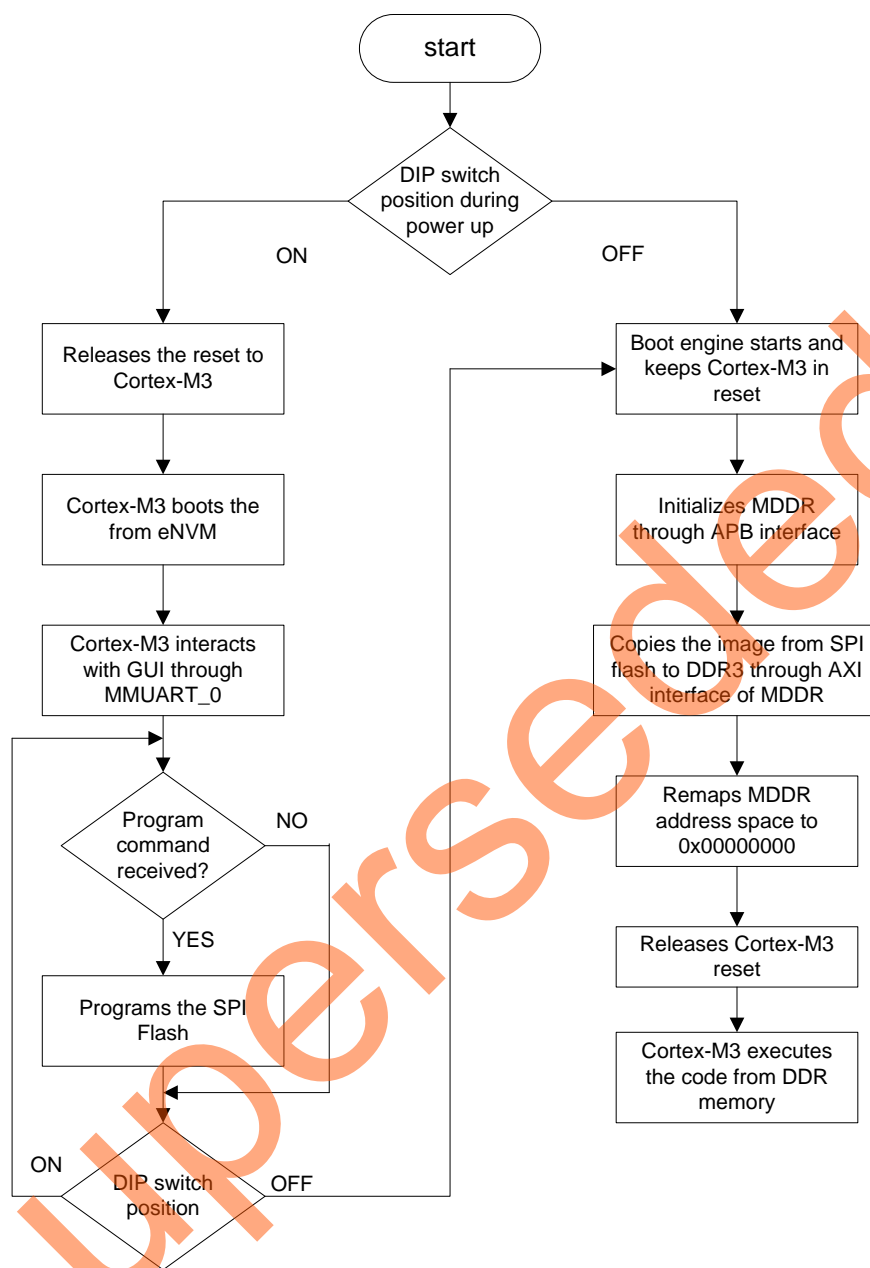 start
DIP switch
position during
power up
ON
OFF
Releases the reset to
Cortex-M3
Boot engine starts and
keeps Cortex-M3 in
reset
Cortex-M3 boots the
from eNVM
Initializes MDDR
through APB interface
Cortex-M3 interacts
with GUI through
MMUART_0
Copies the image from SPI
flash to DDR3 through AXI
interface of MDDR
Program
command
received?
NO
YES
Remaps MDDR
address space to
0x00000000
Programs the SPI
Flash
Releases Cortex-M3
reset
Cortex-M3 executes
the code from DDR
memory
ON
DIP switch
position
OFF
upersede